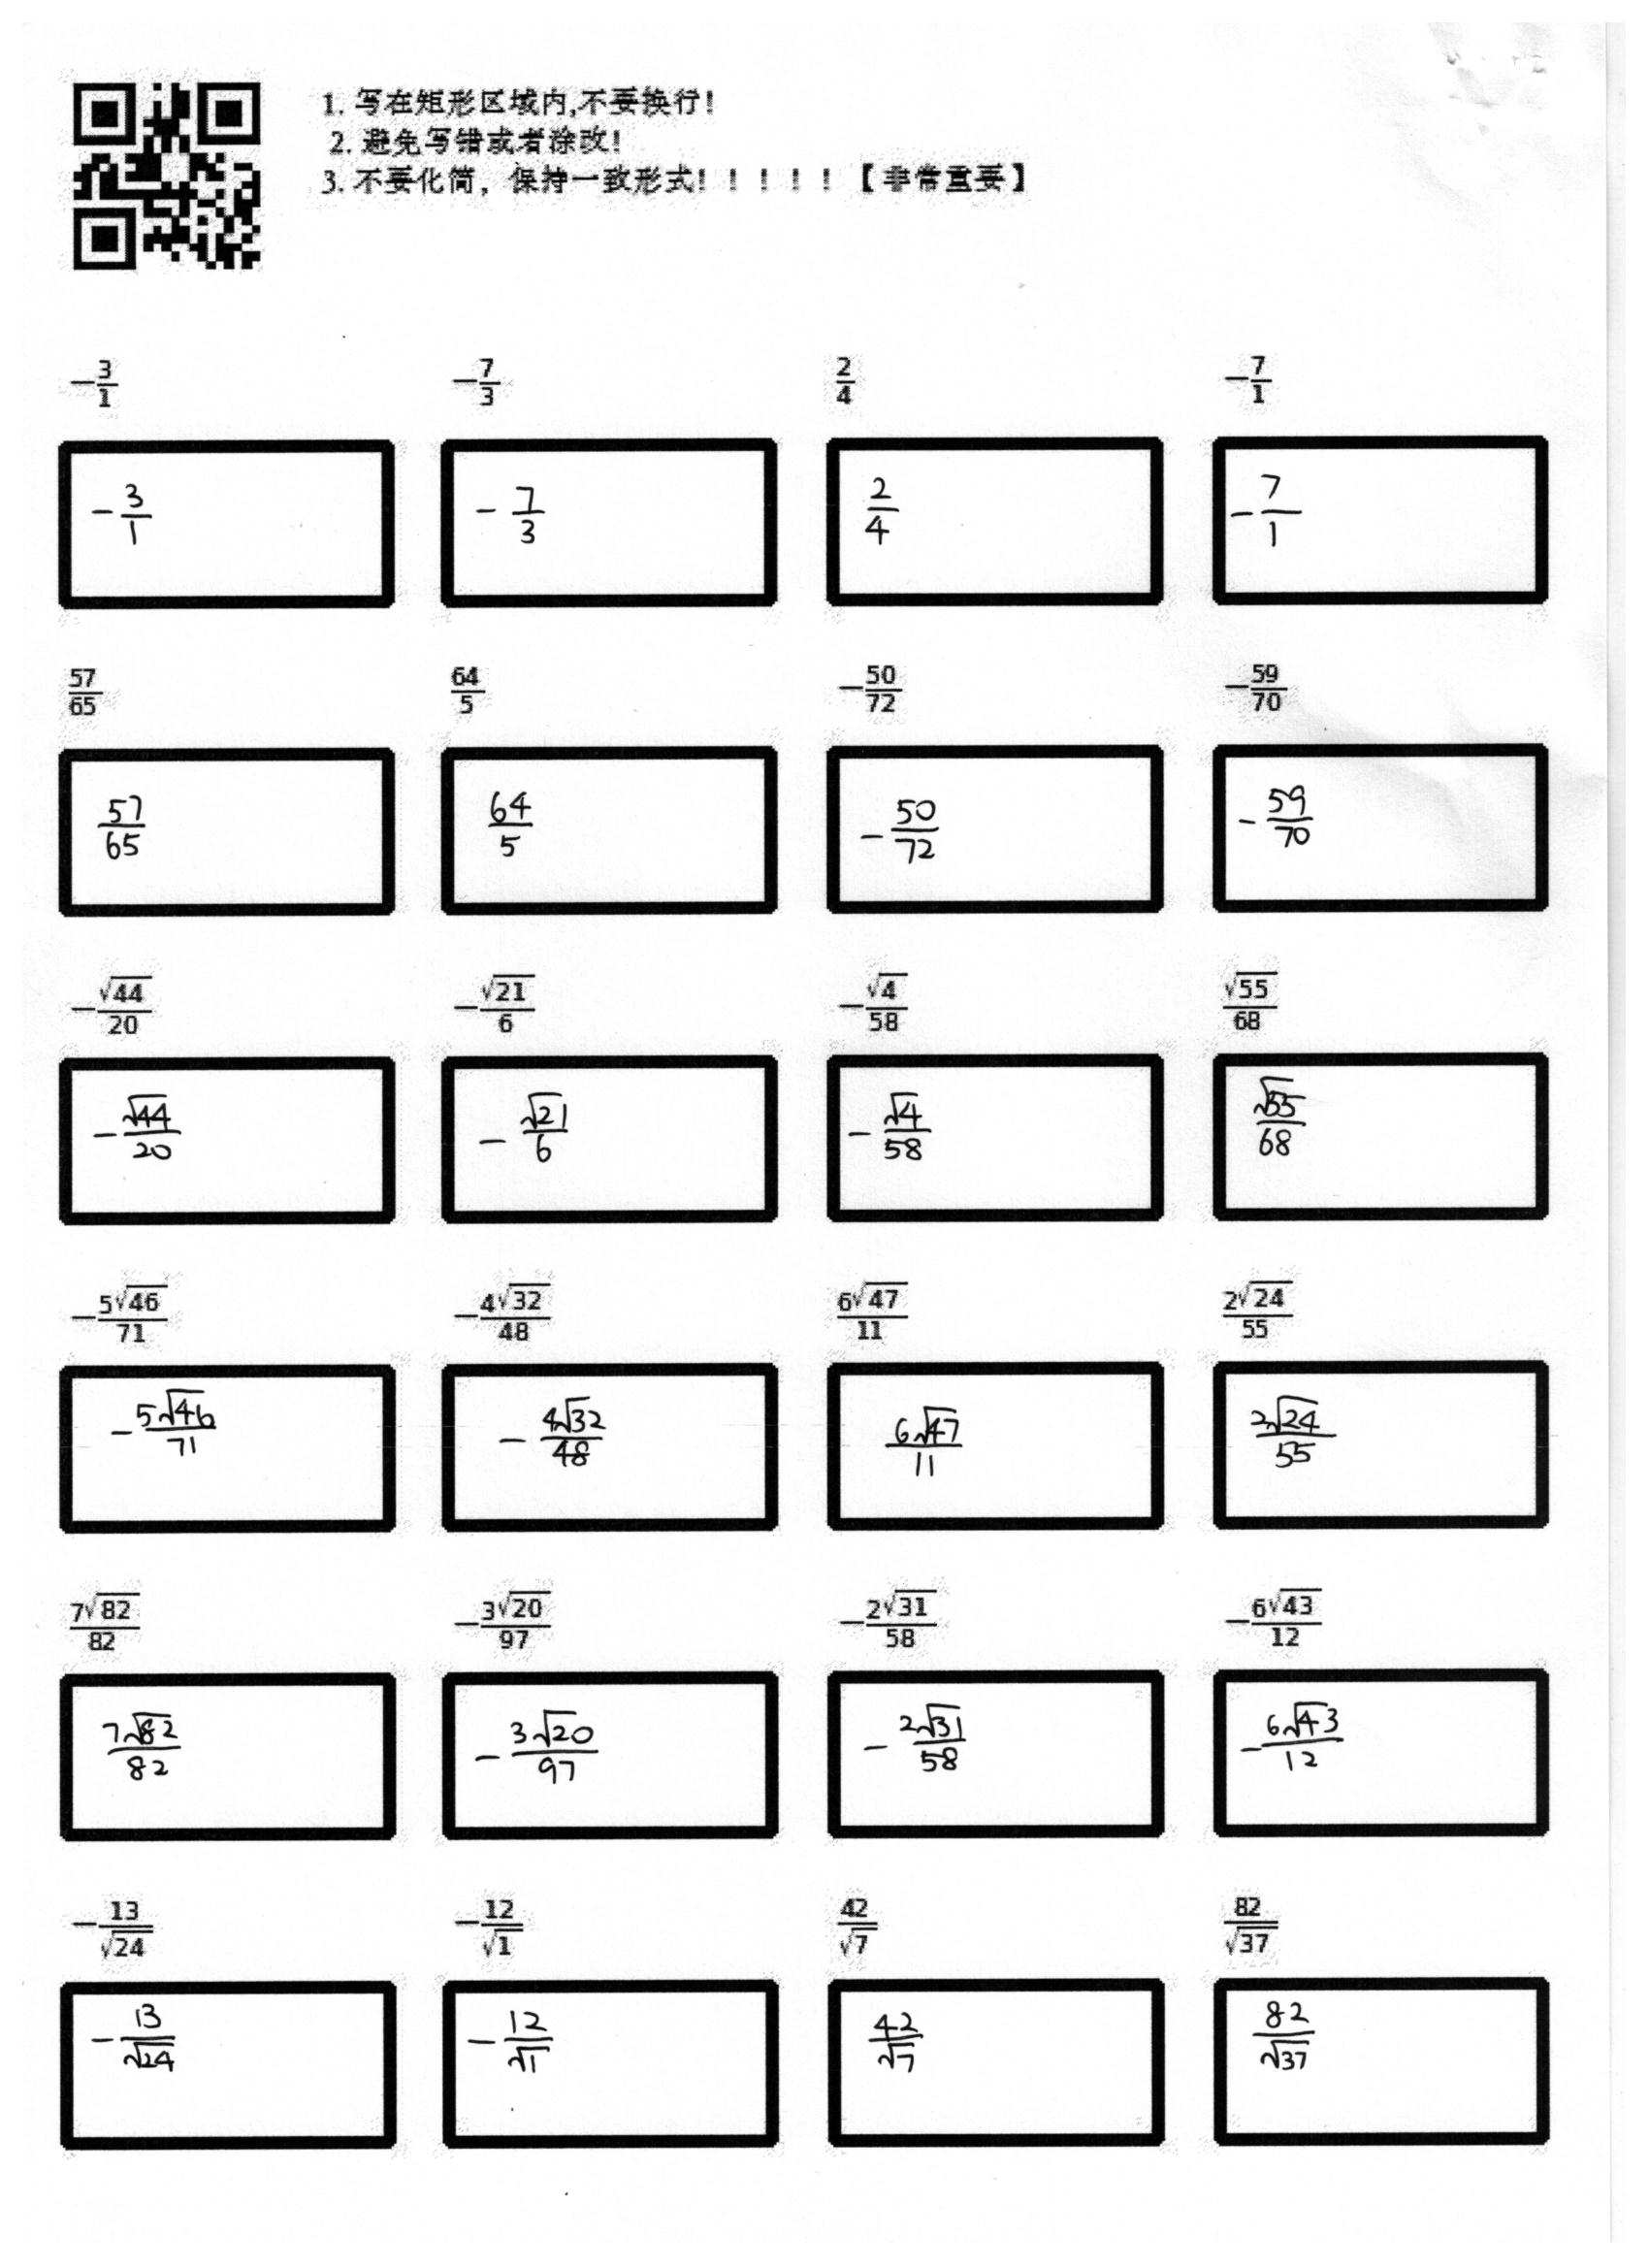 1. 写在矩形区域内,不要换行!
2. 避免写错或者涂改!
3. 不要化简，保持一致形式! ! ! ! ! 【非常重要】
-\frac{3}{1} -\frac{7}{3} \frac{2}{4} -\frac{7}{1}
-\frac{3}{1} -\frac{7}{3} \frac{2}{4} -\frac{7}{1}
\frac{57}{65} \frac{64}{5} -\frac{50}{72} -\frac{59}{70}
\frac{57}{65} \frac{64}{5} -\frac{50}{72} -\frac{59}{70}
-\frac{\sqrt{44}}{20} -\frac{\sqrt{21}}{6} -\frac{\sqrt{4}}{58} \frac{\sqrt{55}}{68}
-\frac{\sqrt{44}}{20} -\frac{\sqrt{21}}{6} -\frac{\sqrt{4}}{58} \frac{\sqrt{55}}{68}
-\frac{5\sqrt{46}}{71} -\frac{4\sqrt{32}}{48} \frac{6\sqrt{47}}{11} \frac{2\sqrt{24}}{55}
-\frac{5\sqrt{46}}{71} -\frac{4\sqrt{32}}{48} \frac{6\sqrt{47}}{11} \frac{2\sqrt{24}}{55}
\frac{7\sqrt{82}}{82} -\frac{3\sqrt{20}}{97} -\frac{2\sqrt{31}}{58} -\frac{6\sqrt{43}}{12}
\frac{7\sqrt{82}}{82} -\frac{3\sqrt{20}}{97} -\frac{2\sqrt{31}}{58} -\frac{6\sqrt{43}}{12}
-\frac{13}{\sqrt{24}} -\frac{12}{\sqrt{1}} \frac{42}{\sqrt{7}} \frac{82}{\sqrt{37}}
-\frac{13}{\sqrt{24}} -\frac{12}{\sqrt{1}} \frac{42}{\sqrt{7}} \frac{82}{\sqrt{37}}